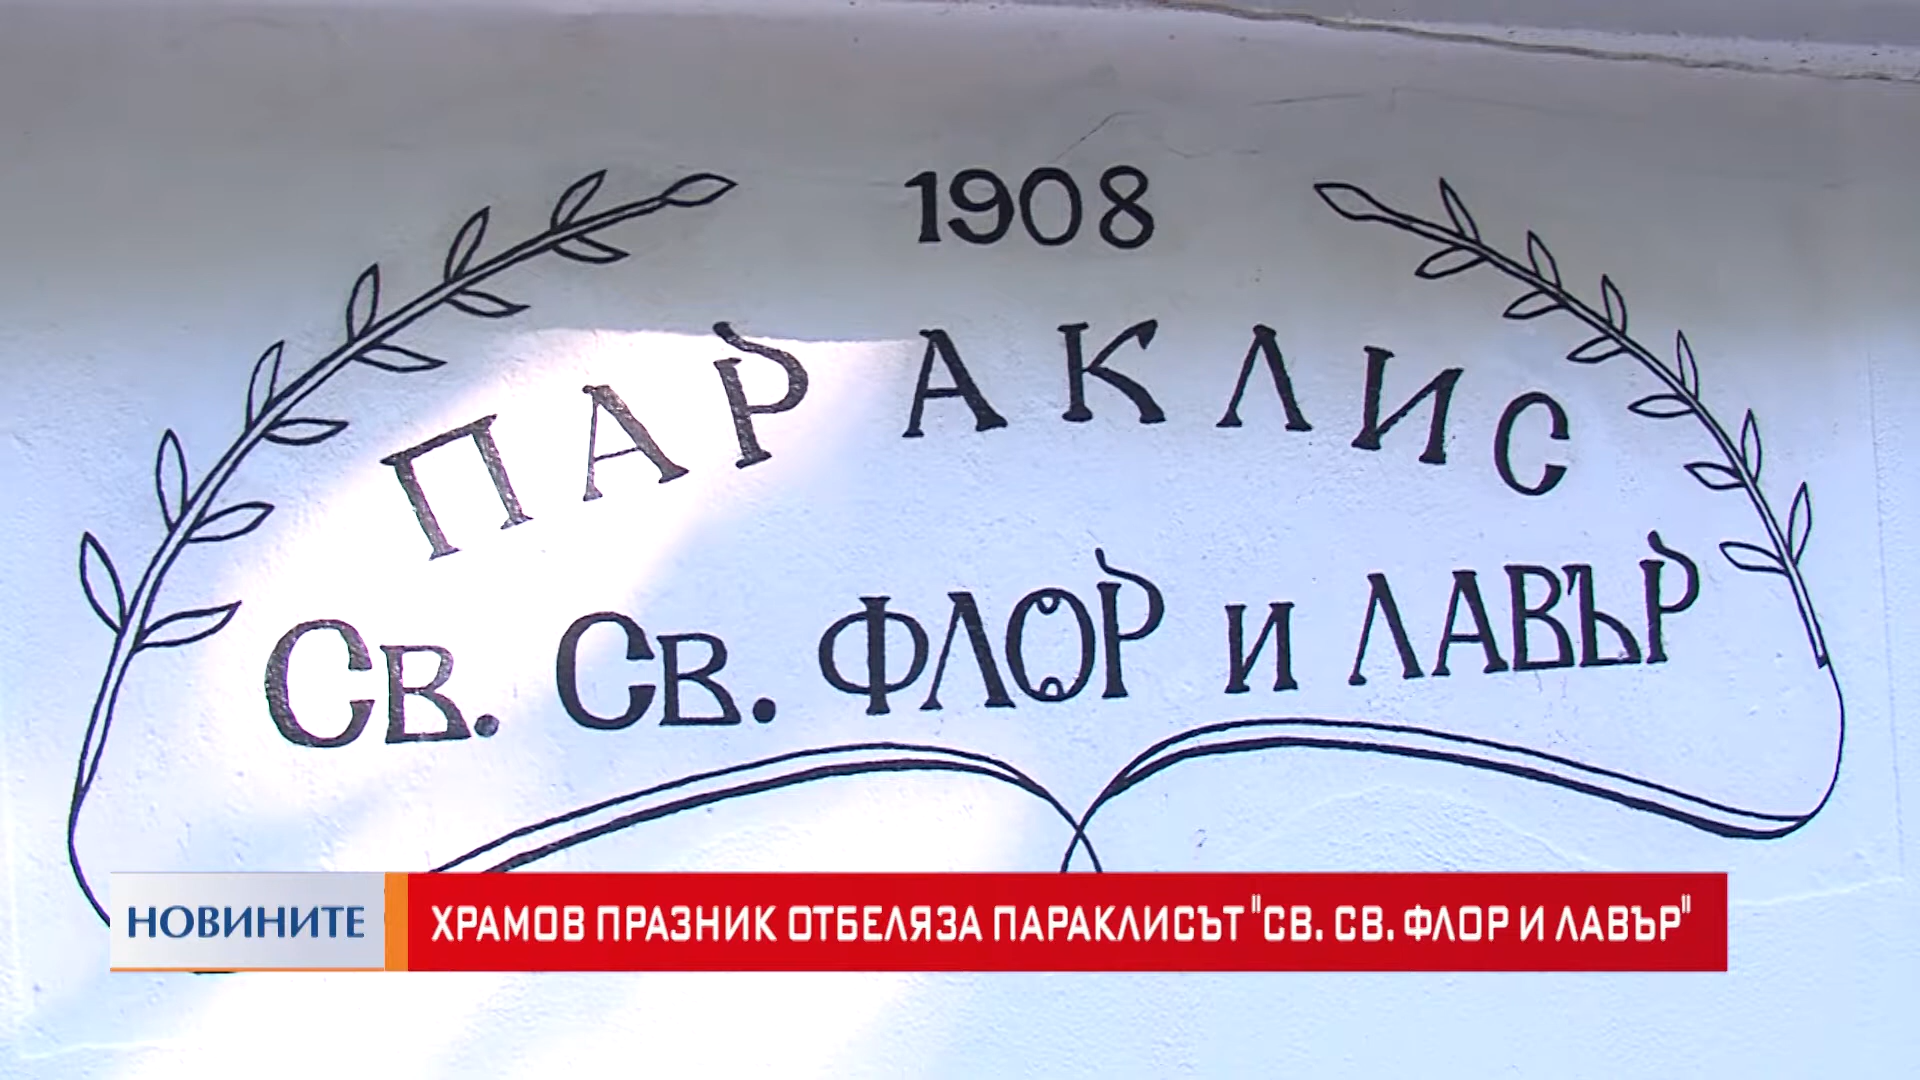 1908
ПАРАКЛИС
Св. Св. ФЛОР и ЛАВЪР
НОВИНИТЕ
ХРАМОВ ПРАЗНИК ОТБЕЛЯЗА ПАРАКЛИСЪТ "СВ. СВ. ФЛОР И ЛАВЪР"